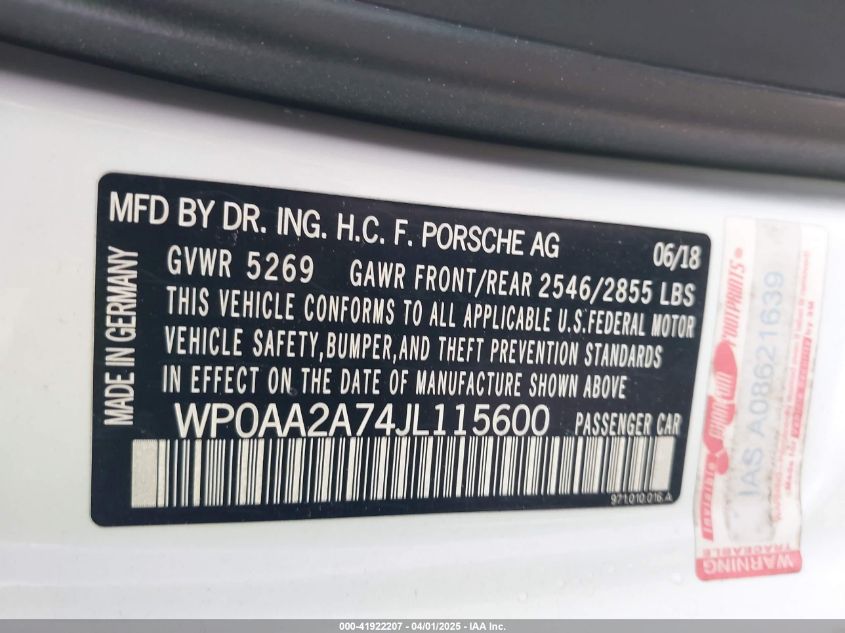 MFD BY DR. ING. H.C. F. PORSCHE AG 06/18
GVWR 5269 GAWR FRONT/REAR 2546/2855 LBS
THIS VEHICLE CONFORMS TO ALL APPLICABLE U.S.FEDERAL MOTOR
VEHICLE SAFETY,BUMPER,AND THEFT PREVENTION STANDARDS
IN EFFECT ON THE DATE OF MANUFACTURE SHOWN ABOVE
WP0AA2A74JL115600 PASSENGER CAR
971.010.016.A
MADE IN GERMANY
FOOTPRINTS
IAS A08621639
WARNING
TRACEABLE
000-41922207 - 04/01/2025 - IAA Inc.